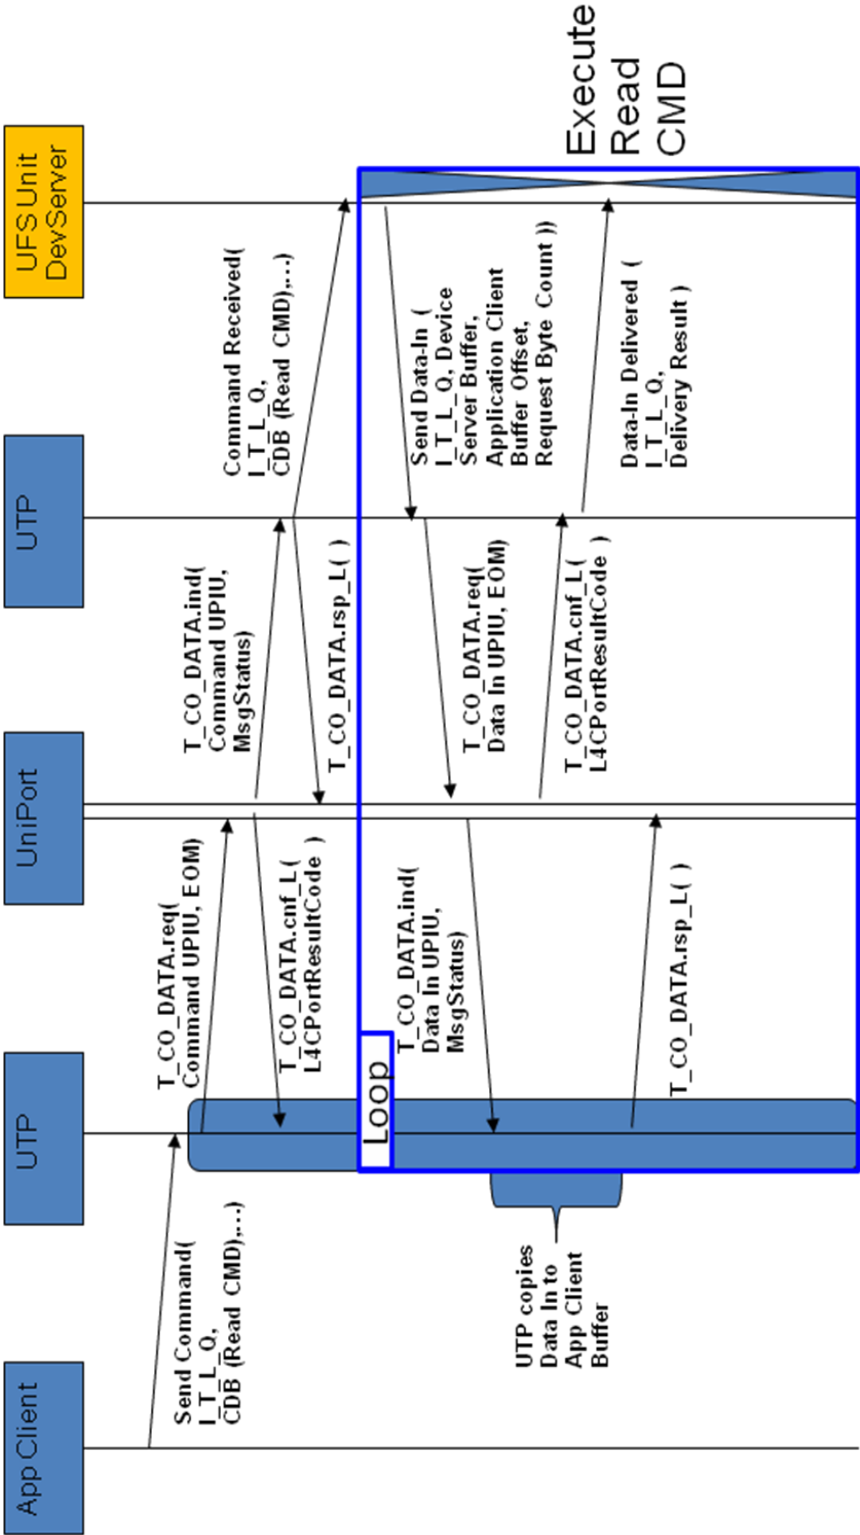 App Client
UTP
UniPort
UTP
UFS Unit
DevServer
Send Command(
I_T_L_Q,
CDB (Read CMD),...)
T_CO_DATA.req(
Command UPIU, EOM)
T_CO_DATA.ind(
Command UPIU,
MsgStatus)
Command Received(
I_T_L_Q,
CDB (Read CMD),...)
T_CO_DATA.cnf_L(
L4CPortResultCode )
T_CO_DATA.rsp_L( )
Loop
Send Data-In (
I_T_L_Q, Device
Server Buffer,
Application Client
Buffer Offset,
Request Byte Count ))
T_CO_DATA.ind(
Data In UPIU,
MsgStatus)
T_CO_DATA.req(
Data In UPIU, EOM)
UTP copies
Data In to
App Client
Buffer
T_CO_DATA.cnf_L(
L4CPortResultCode )
Data-In Delivered (
I_T_L_Q,
Delivery Result )
T_CO_DATA.rsp_L( )
Execute
Read
CMD